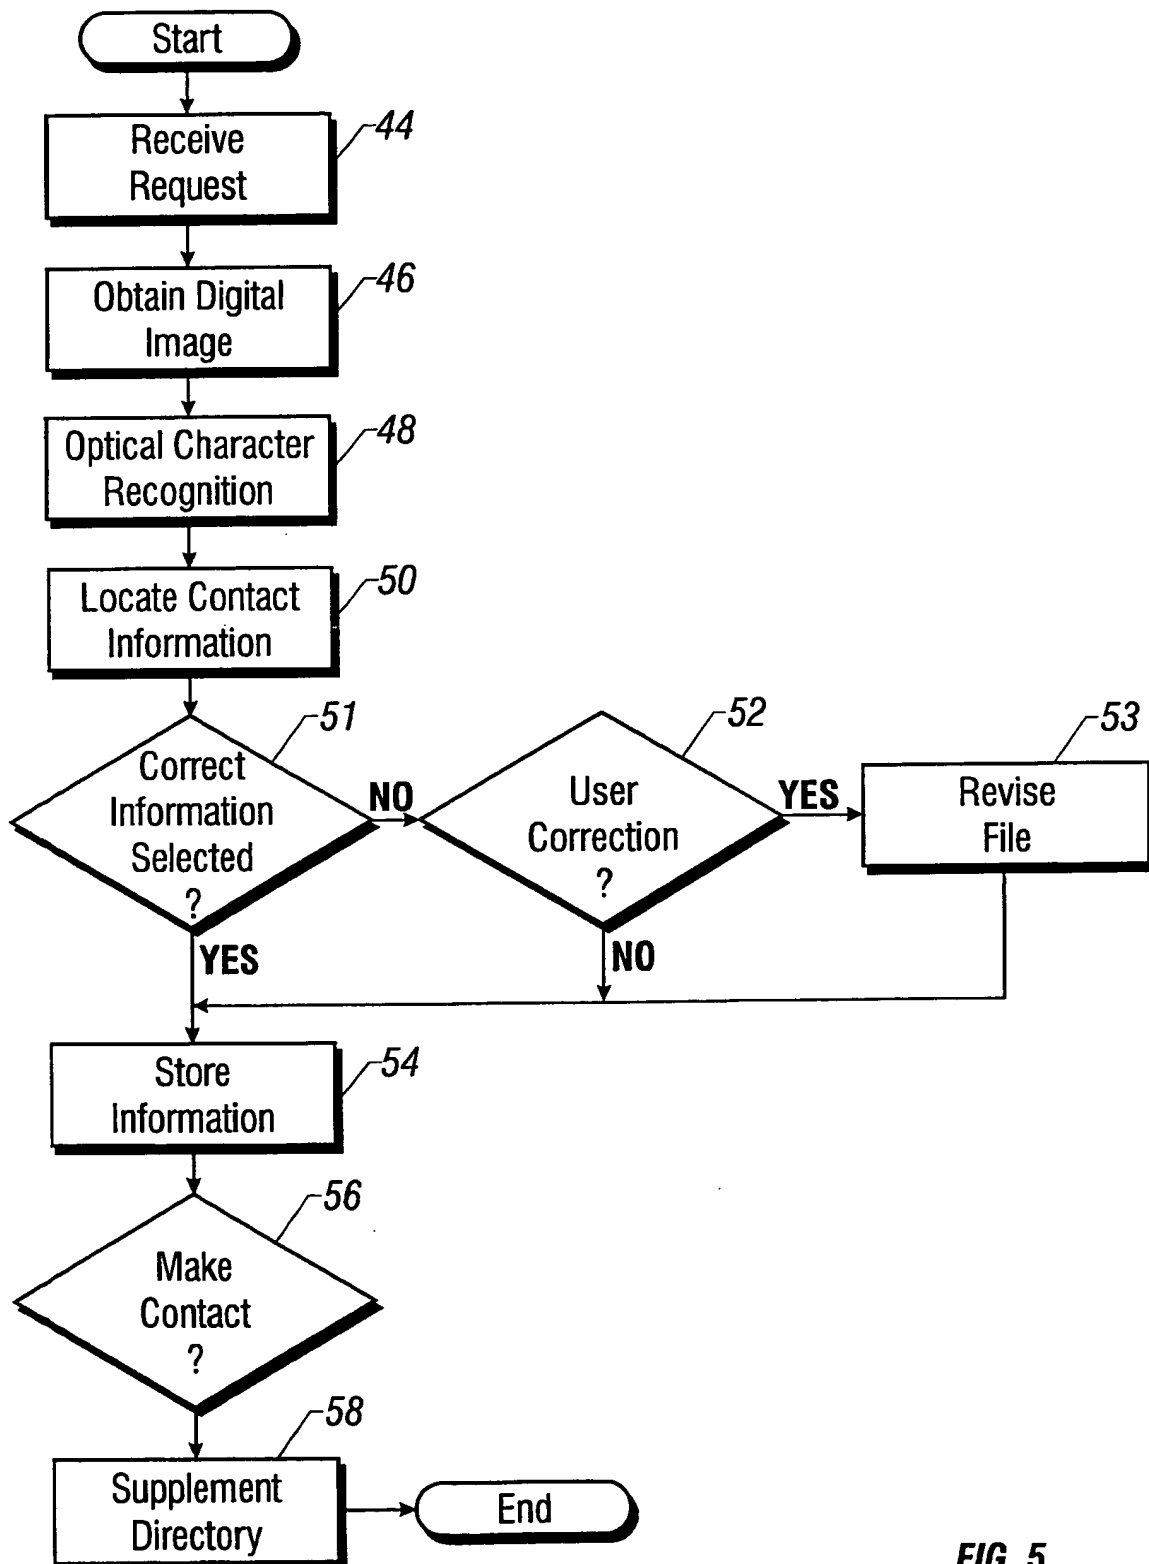 Start
Receive
Request
44
Obtain Digital
Image
46
Optical Character
Recognition
48
Locate Contact
Information
50
Correct
Information
Selected
?
51
NO
YES
User
Correction
?
52
YES
NO
Revise
File
53
Store
Information
54
Make
Contact
?
56
Supplement
Directory
58
End
FIG. 5